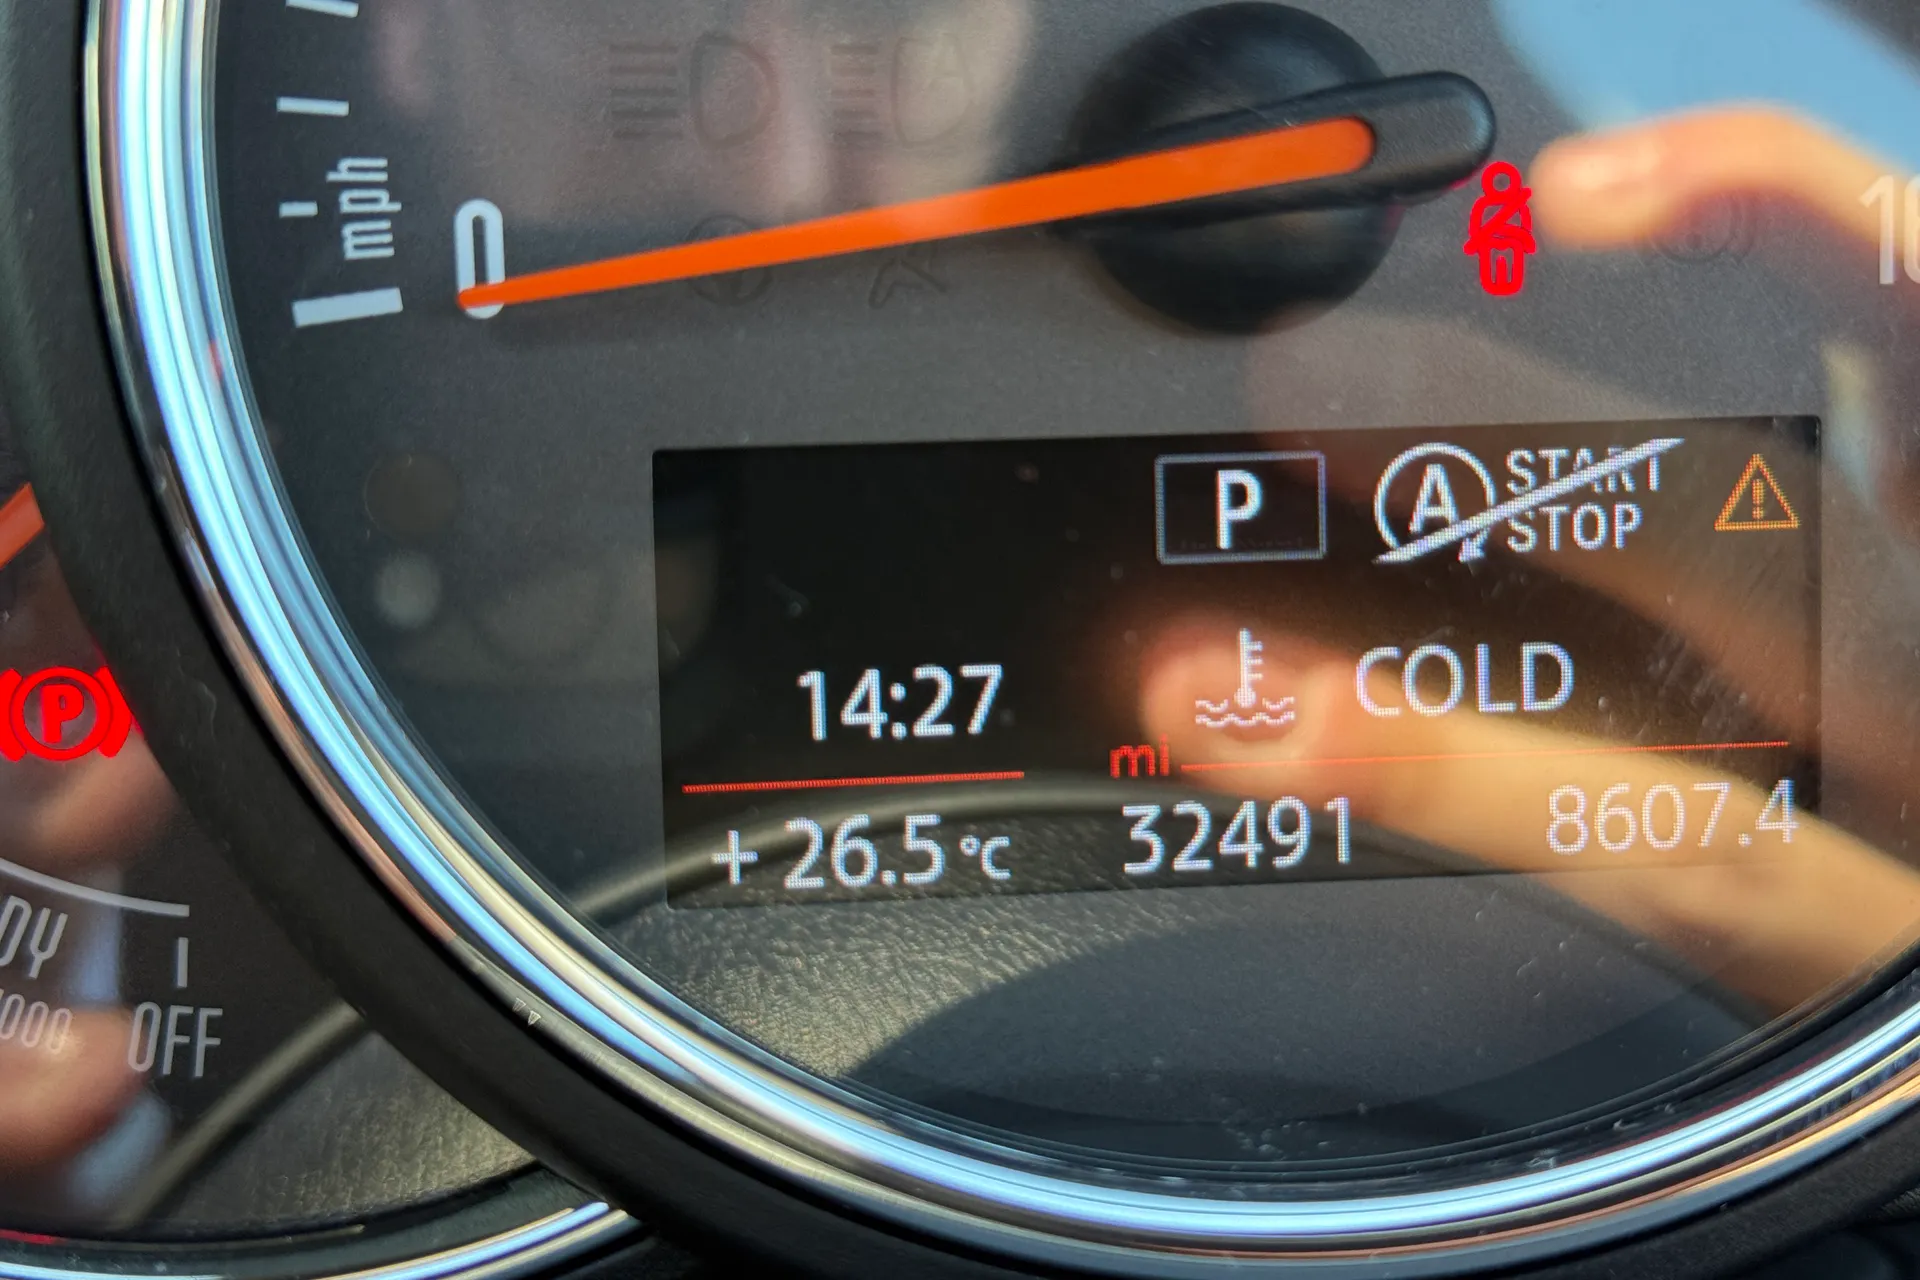 mph
0
P
A START
STOP
14:27
COLD
mi
+26.5 °C
32491
8607.4
P
OFF